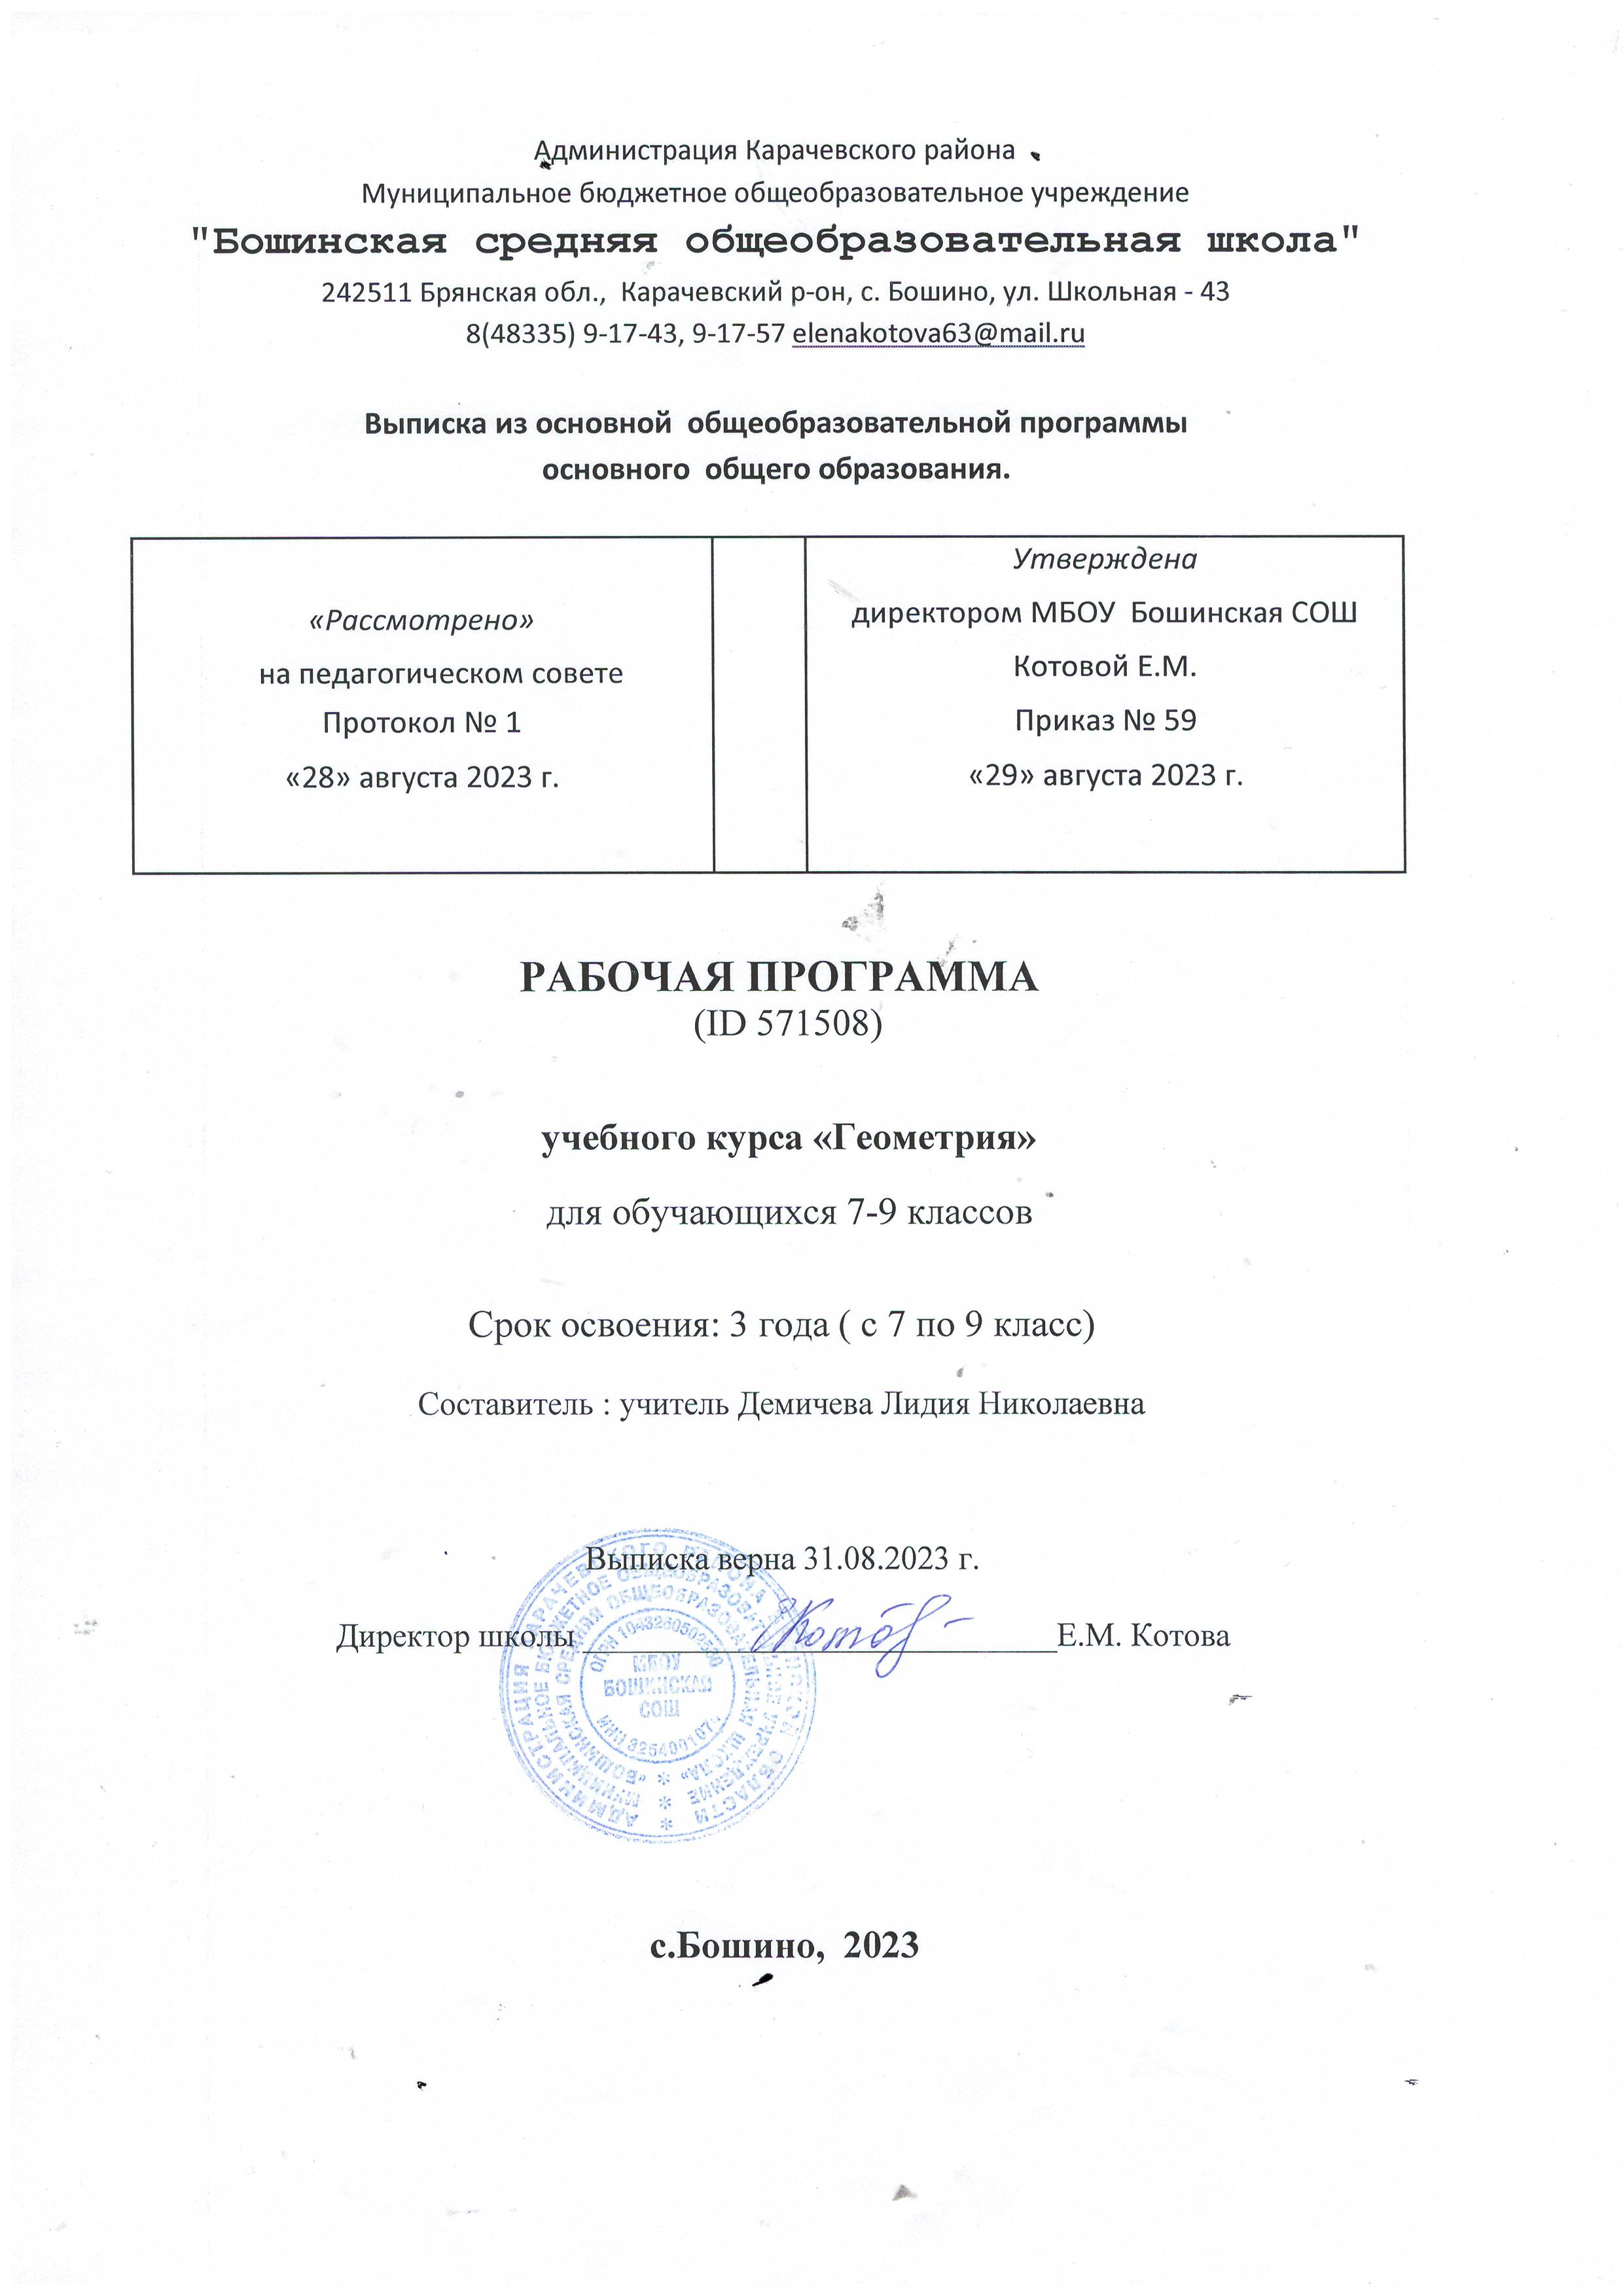 Администрация Карачевского района
Муниципальное бюджетное общеобразовательное учреждение
"Бошинская средняя общеобразовательная школа"
242511 Брянская обл., Карачевский р-он, с. Бошино, ул. Школьная - 43
8(48335) 9-17-43, 9-17-57 elenakotova63@mail.ru
Выписка из основной общеобразовательной программы
основного общего образования.
«Рассмотрено»
на педагогическом совете
Протокол № 1
«28» августа 2023 г.
Утверждена
директором МБОУ Бошинская СОШ
Котовой Е.М.
Приказ № 59
«29» августа 2023 г.
РАБОЧАЯ ПРОГРАММА
(ID 571508)
учебного курса «Геометрия»
для обучающихся 7-9 классов
Срок освоения: 3 года ( с 7 по 9 класс)
Составитель : учитель Демичева Лидия Николаевна
Выписка верна 31.08.2023 г.
Директор школы Е.М. Котова
МБОУ
БОШИНСКАЯ
СОШ
с.Бошино, 2023